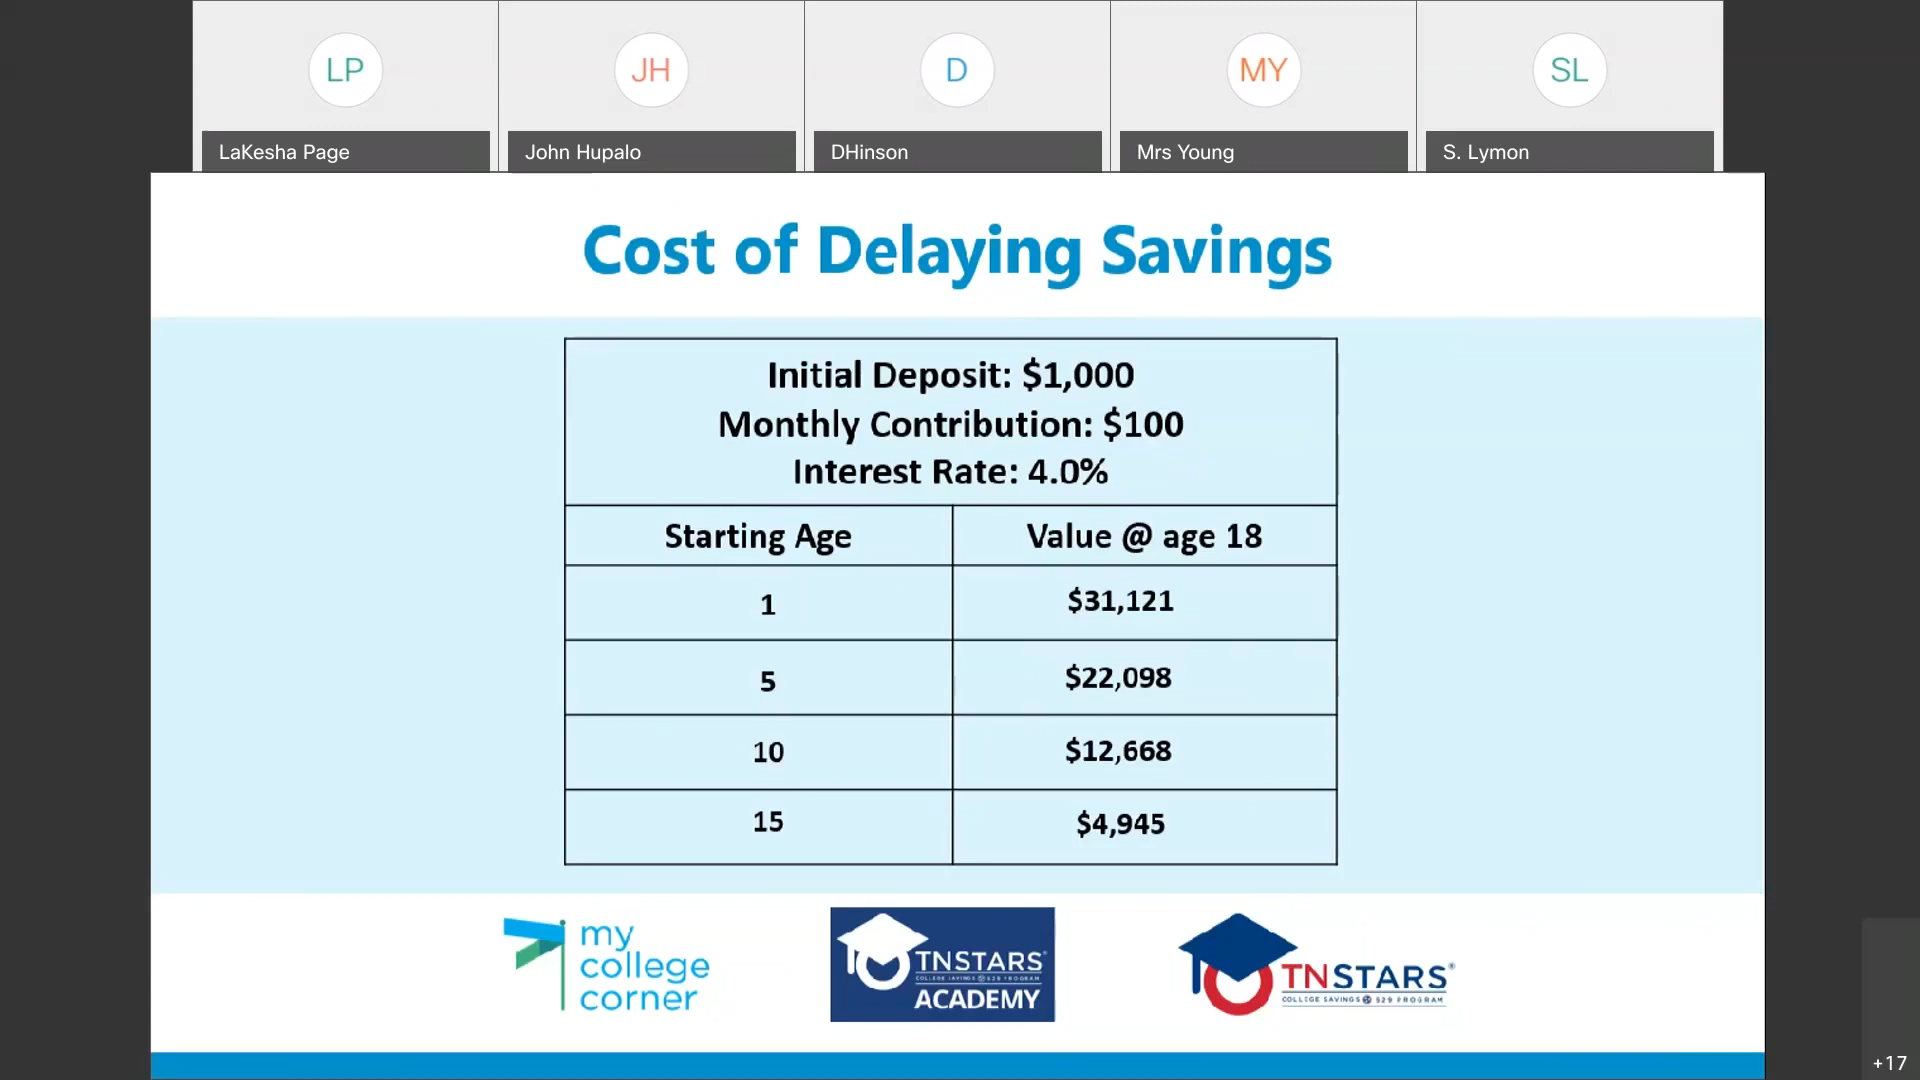 LP
JH
D
MY
SL
LaKesha Page
John Hupalo
DHinson
Mrs Young
S. Lymon
Cost of Delaying Savings
Initial Deposit: $1,000
Monthly Contribution: $100
Interest Rate: 4.0%
Starting Age
Value @ age 18
1
$31,121
5
$22,098
10
$12,668
15
$4,945
my
college
corner
TNSTARS
COLLEGE SAVINGS 529 PROGRAM
ACADEMY
TNSTARS®
COLLEGE SAVINGS 529 PROGRAM
+17